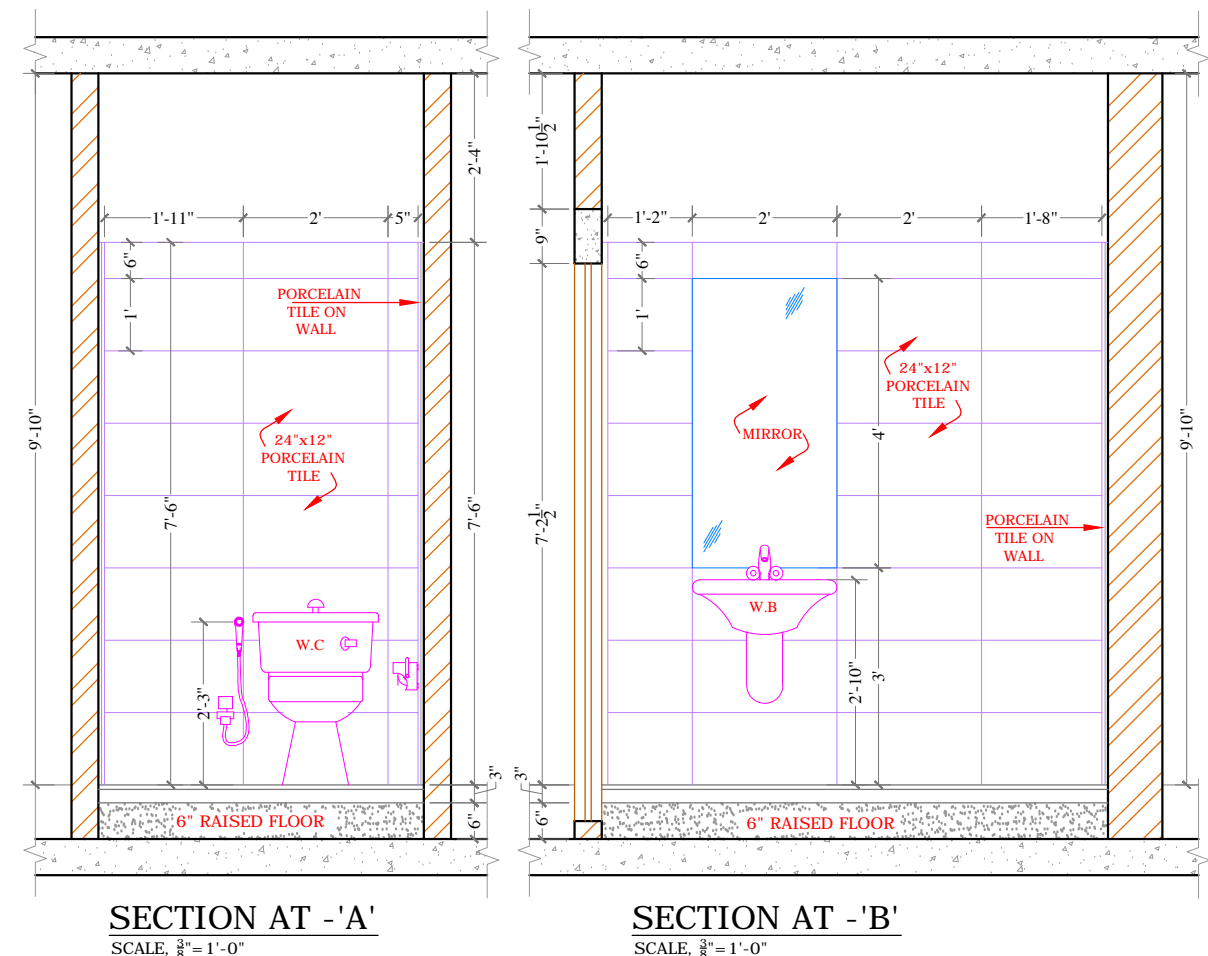 1'-11"
2'
5"
2'-4"
6"
1'
PORCELAIN
TILE ON
WALL
9'-10"
24"x12"
PORCELAIN
TILE
7'-6"
7'-6"
W.C
2'-3"
3"
6"
6" RAISED FLOOR
SECTION AT -'A'
SCALE, 3/8"= 1'-0"
1'-10 1/2"
9"
1'-2"
2'
2'
1'-8"
6"
1'
24"x12"
PORCELAIN
TILE
MIRROR
4'
9'-10"
7'-2 1/2"
PORCELAIN
TILE ON
WALL
W.B
2'-10"
3'
3"
6"
6" RAISED FLOOR
SECTION AT -'B'
SCALE, 3/8"= 1'-0"